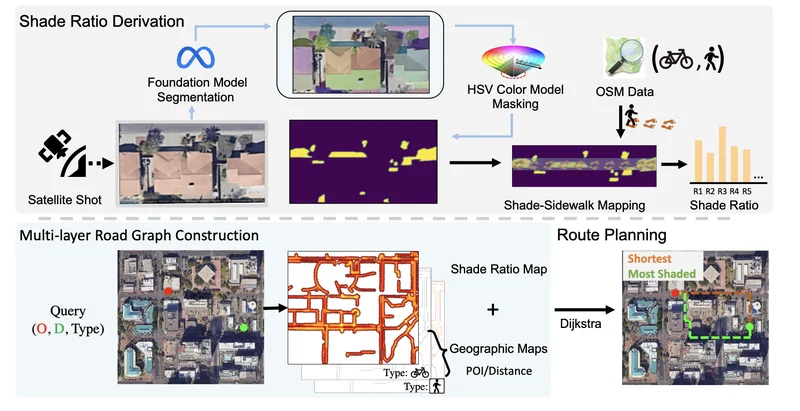 Shade Ratio Derivation
Foundation Model
Segmentation
HSV Color Model
Masking
OSM Data
Satellite Shot
Shade-Sidewalk Mapping
R1 R2 R3 R4 R5
...
Shade Ratio
Multi-layer Road Graph Construction
Route Planning
Query
(O, D, Type)
Shade Ratio Map
+
Geographic Maps
POI/Distance
Type:
Type:
Dijkstra
Shortest
Most Shaded